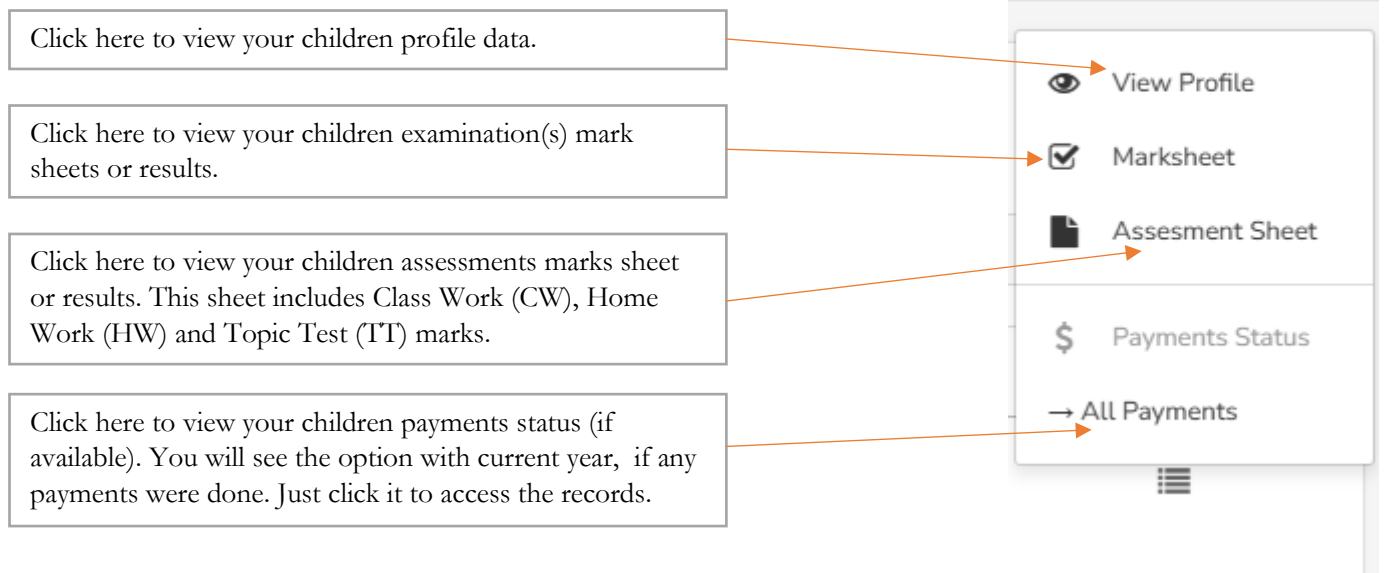 Click here to view your children profile data.
Click here to view your children examination(s) mark
sheets or results.
Click here to view your children assessments marks sheet
or results. This sheet includes Class Work (CW), Home
Work (HW) and Topic Test (TT) marks.
Click here to view your children payments status (if
available). You will see the option with current year,  if any
payments were done. Just click it to access the records.
View Profile
Marksheet
Assesment Sheet
$ Payments Status
→ All Payments